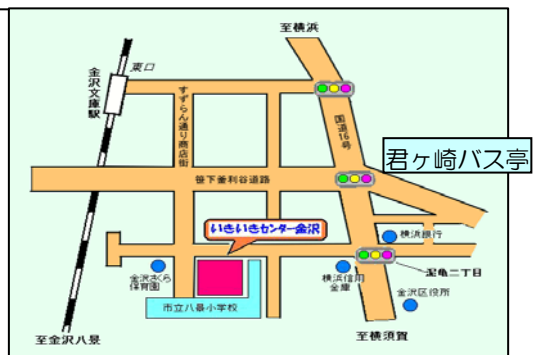 至横浜
東口
金沢文庫駅
すずらん通り商店街
国道16号
君ヶ崎バス亭
笹下釜利谷道路
いきいきセンター金沢
横浜銀行
金沢さくら
保育園
横浜信用
金庫
泥亀二丁目
金沢区役所
市立八景小学校
至金沢八景
至横須賀